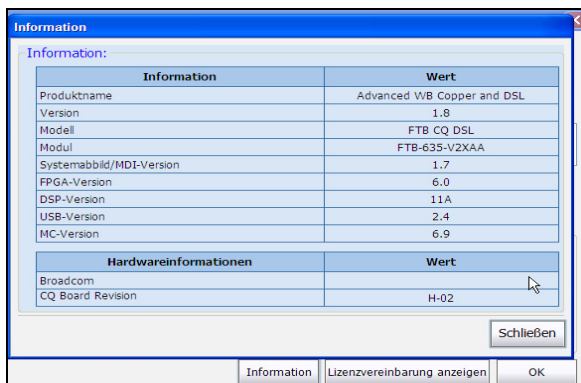 Information
Information:
Information Wert
Produktname Advanced WB Copper and DSL
Version 1.8
Modell FTB CQ DSL
Modul FTB-635-V2XAA
Systemabbild/MDI-Version 1.7
FPGA-Version 6.0
DSP-Version 11A
USB-Version 2.4
MC-Version 6.9
Hardwareinformationen Wert
Broadcom
CQ Board Revision H-02
Schließen
Information Lizenzvereinbarung anzeigen OK